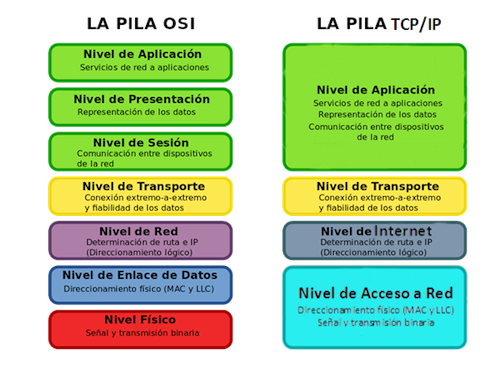 LA PILA OSI
Nivel de Aplicación
Servicios de red a aplicaciones
Nivel de Presentación
Representación de los datos
Nivel de Sesión
Comunicación entre dispositivos
de la red
Nivel de Transporte
Conexión extremo-a-extremo
y fiabilidad de los datos
Nivel de Red
Determinación de ruta e IP
(Direccionamiento lógico)
Nivel de Enlace de Datos
Direccionamiento físico (MAC y LLC)
Nivel Físico
Señal y transmisión binaria
LA PILA TCP/IP
Nivel de Aplicación
Servicios de red a aplicaciones
Representación de los datos
Comunicación entre dispositivos
de la red
Nivel de Transporte
Conexión extremo-a-extremo
y fiabilidad de los datos
Nivel de Internet
Determinación de ruta e IP
(Direccionamiento lógico)
Nivel de Acceso a Red
Direccionamiento físico (MAC y LLC)
Señal y transmisión binaria